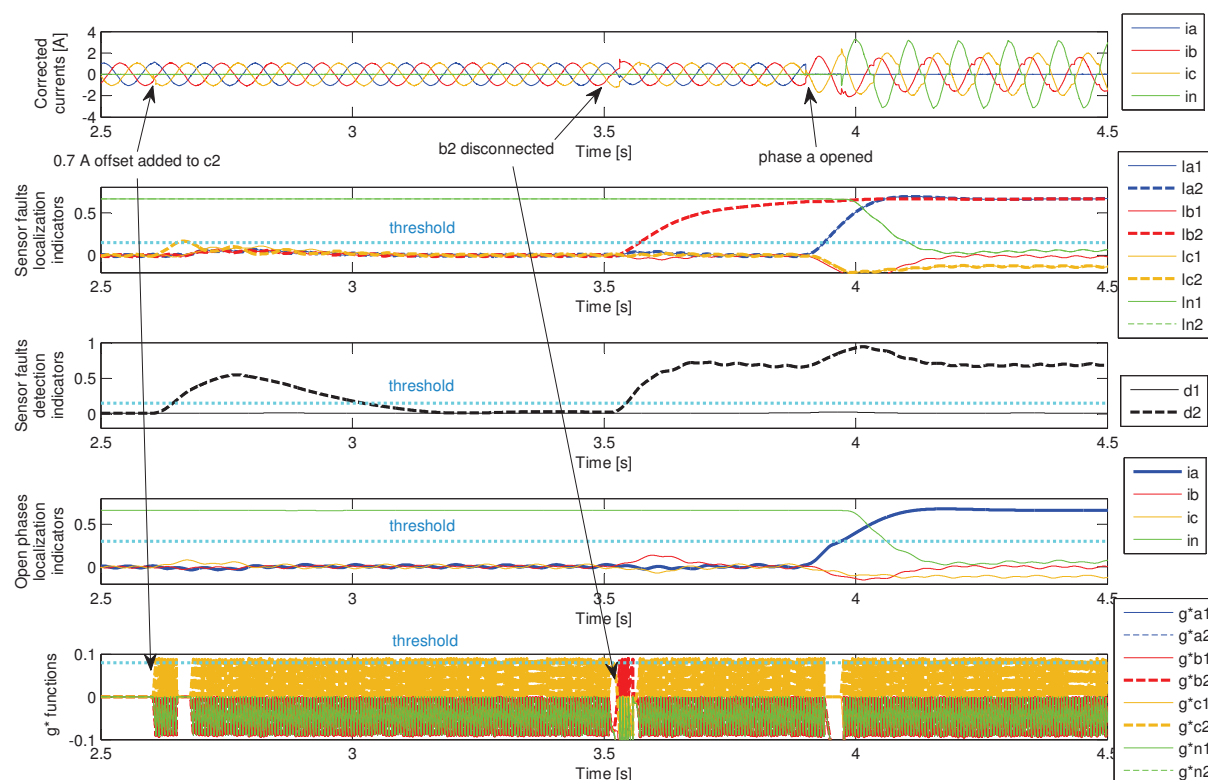 Corrected
currents [A]
4
2
0
-2
-4
2.5
3
3.5
4
4.5
Time [s]
ia
ib
ic
in
0.7 A offset added to c2
b2 disconnected
phase a opened
Sensor faults
localization
indicators
0.5
0
threshold
2.5
3
3.5
4
4.5
Time [s]
Ia1
Ia2
Ib1
Ib2
Ic1
Ic2
In1
In2
Sensor faults
detection
indicators
1
0.5
0
threshold
2.5
3
3.5
4
4.5
Time [s]
d1
d2
Open phases
localization
indicators
0.5
0
threshold
2.5
3
3.5
4
4.5
Time [s]
ia
ib
ic
in
g* functions
0.1
0
-0.1
threshold
2.5
3
3.5
4
4.5
Time [s]
g*a1
g*a2
g*b1
g*b2
g*c1
g*c2
g*n1
g*n2